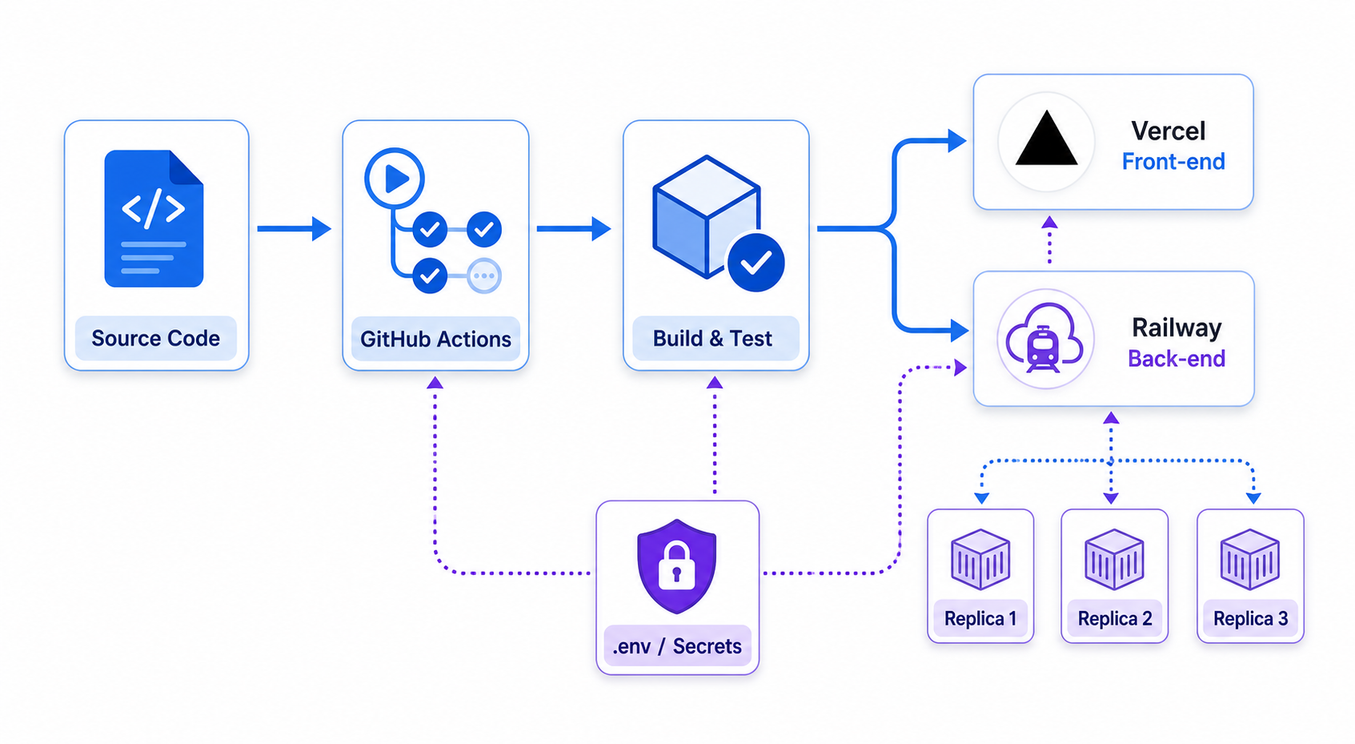 Source Code
GitHub Actions
Build & Test
Vercel
Front-end
Railway
Back-end
.env / Secrets
Replica 1
Replica 2
Replica 3